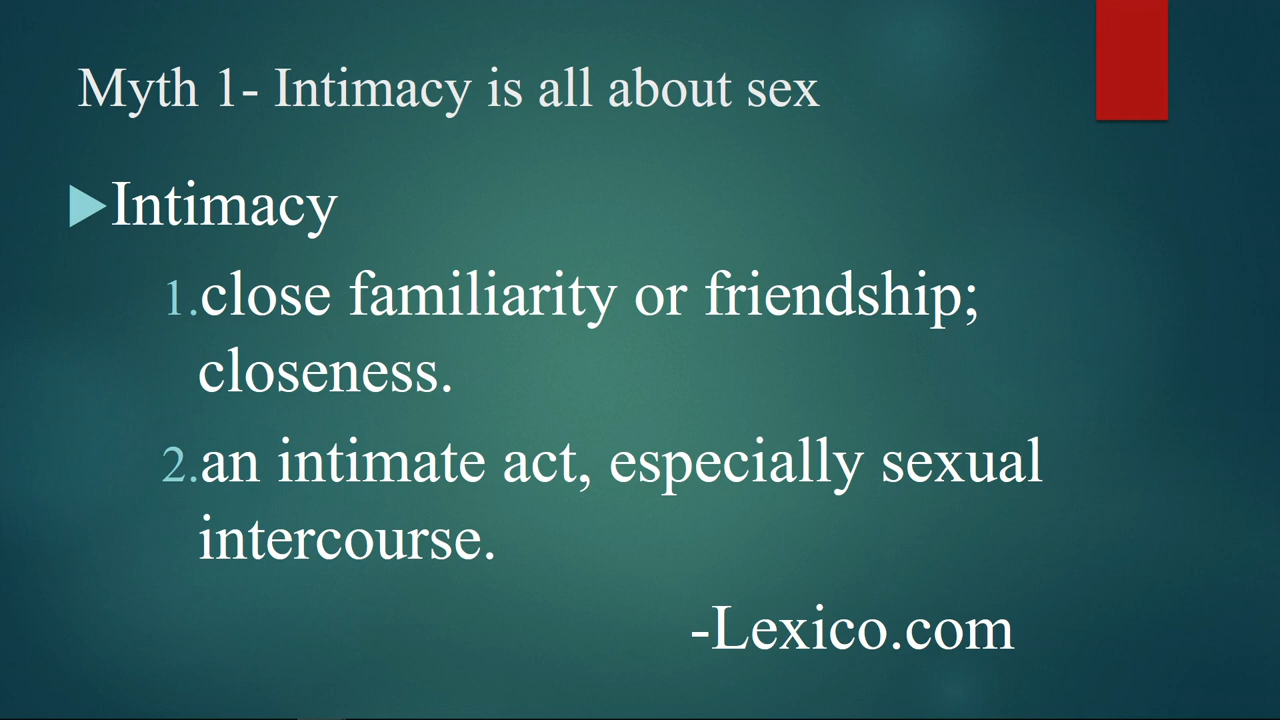 Myth 1- Intimacy is all about sex
Intimacy
1.close familiarity or friendship;
closeness.
2.an intimate act, especially sexual
intercourse.
-Lexico.com